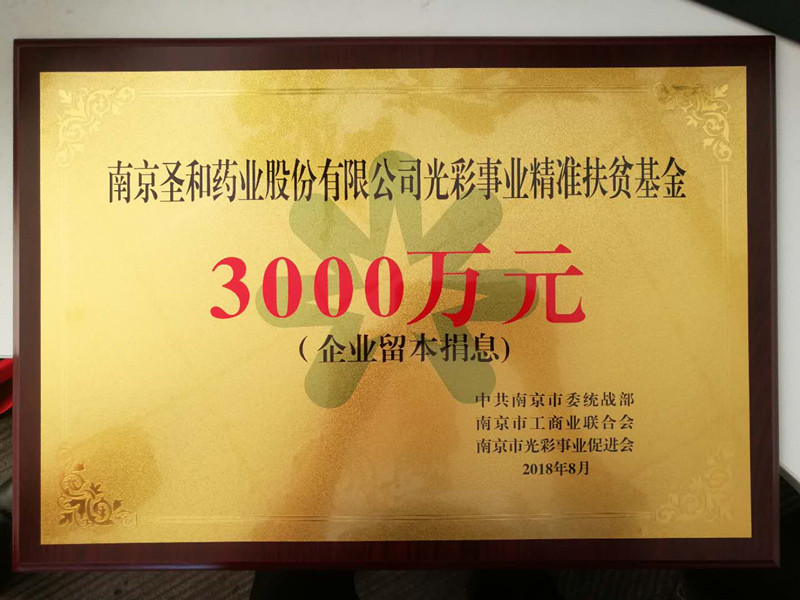 南京圣和药业股份有限公司光彩事业精准扶贫基金
3000万元
(企业留本捐息)
中共南京市委统战部
南京市工商业联合会
南京市光彩事业促进会
2018年8月